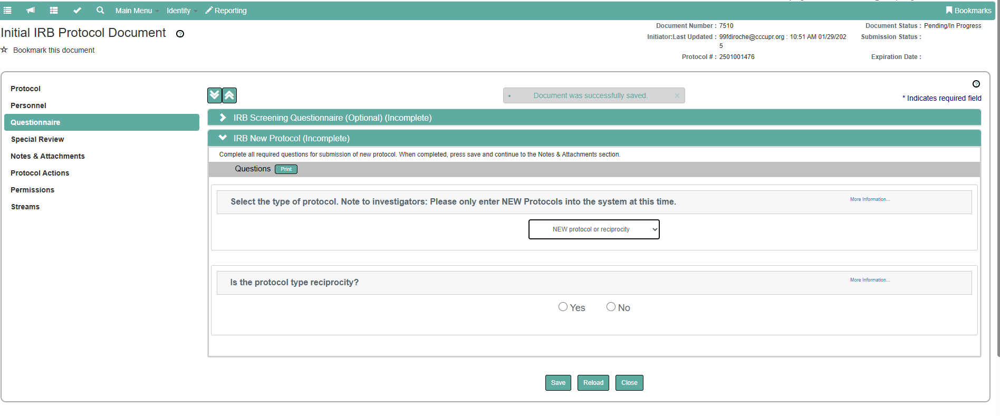 Main Menu Identity Reporting Bookmarks
Initial IRB Protocol Document
Bookmark this document
Document Number : 7510
Document Status : Pending/In Progress
Initiator:Last Updated : 99fdiroche@cccupr.org : 10:51 AM 01/29/202
5
Submission Status :
Protocol # : 2501001476
Expiration Date :
Protocol
Personnel
Questionnaire
Special Review
Notes & Attachments
Protocol Actions
Permissions
Streams
Document was successfully saved.
* Indicates required field
IRB Screening Questionnaire (Optional) (Incomplete)
IRB New Protocol (Incomplete)
Complete all required questions for submission of new protocol. When completed, press save and continue to the Notes & Attachments section.
Questions Print
Select the type of protocol. Note to investigators: Please only enter NEW Protocols into the system at this time.
More Information...
NEW protocol or reciprocity
Is the protocol type reciprocity?
More Information...
Yes No
Save Reload Close